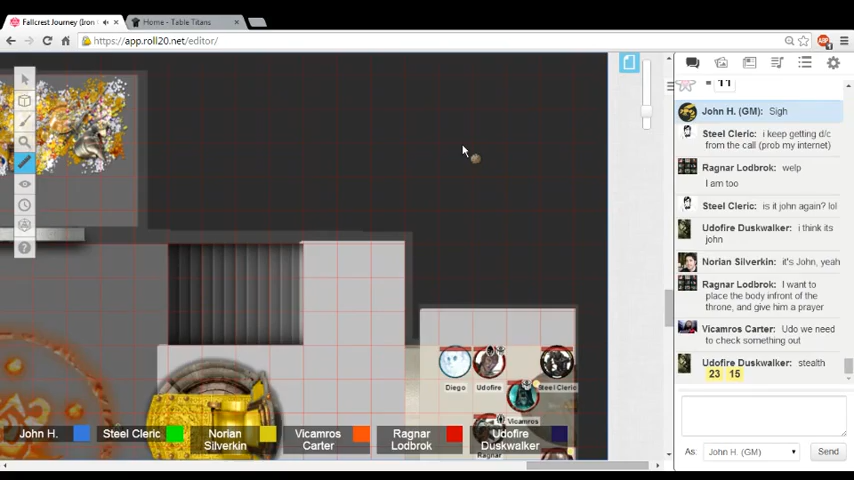 Fallcrest Journey (Iron
Home - Table Titans
https://app.roll20.net/editor/
= 11
John H. (GM): Sigh
Steel Cleric: i keep getting d/c
from the call (prob my internet)
Ragnar Lodbrok: welp
I am too
Steel Cleric: is it john again? lol
Udofire Duskwalker: i think its
john
Norian Silverkin: it's John, yeah
Ragnar Lodbrok: I want to
place the body infront of the
throne, and give him a prayer
Vicamros Carter: Udo we need
to check something out
Udofire Duskwalker: stealth
23 15
As: John H. (GM)
Send
Diego
Udofire
Steel Cleric
Vicamros
Ragnar
John H.
Steel Cleric
Norian
Silverkin
Vicamros
Carter
Ragnar
Lodbrok
Udofire
Duskwalker